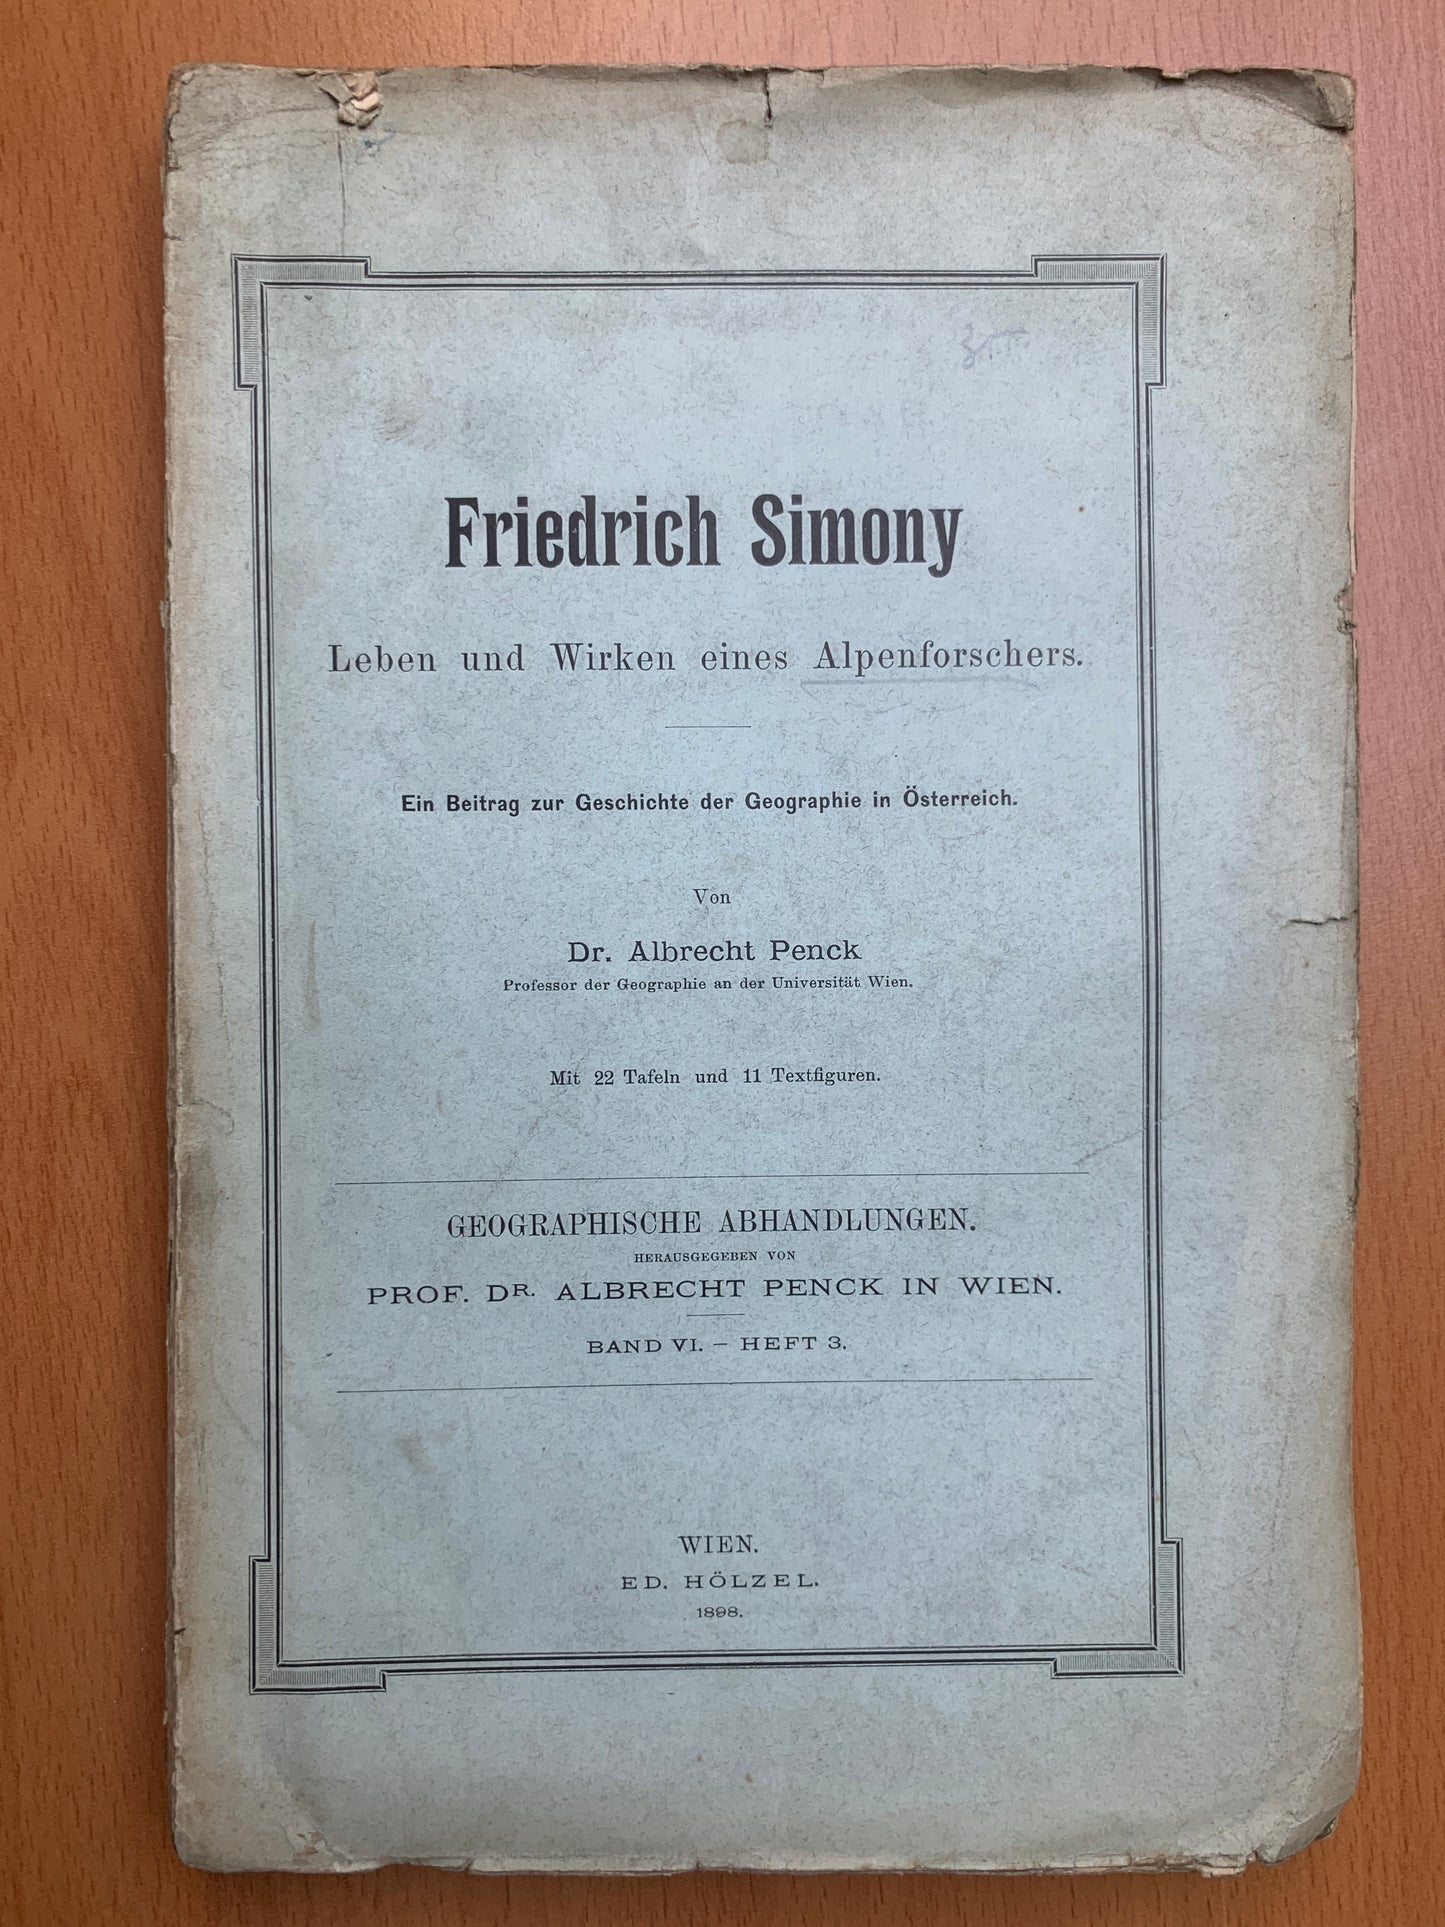 Friedrich Simony
Leben und Wirken eines Alpenforschers.
Ein Beitrag zur Geschichte der Geographie in Österreich.
Von
Dr. Albrecht Penck
Professor der Geographie an der Universität Wien.
Mit 22 Tafeln und 11 Textfiguren.
GEOGRAPHISCHE ABHANDLUNGEN.
HERAUSGEGEBEN VON
PROF. DR. ALBRECHT PENCK IN WIEN.
BAND VI. – HEFT 3.
WIEN.
ED. HÖLZEL.
1898.